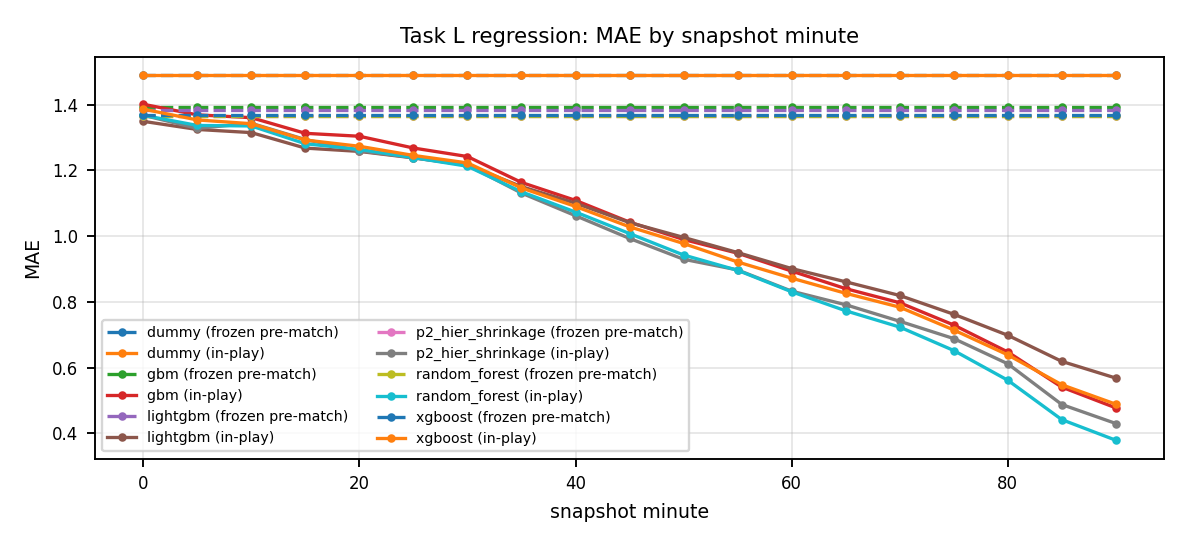 Task L regression: MAE by snapshot minute
MAE
1.4
1.2
1.0
0.8
0.6
0.4
dummy (frozen pre-match)
dummy (in-play)
gbm (frozen pre-match)
gbm (in-play)
lightgbm (frozen pre-match)
lightgbm (in-play)
p2_hier_shrinkage (frozen pre-match)
p2_hier_shrinkage (in-play)
random_forest (frozen pre-match)
random_forest (in-play)
xgboost (frozen pre-match)
xgboost (in-play)
0 20 40 60 80
snapshot minute